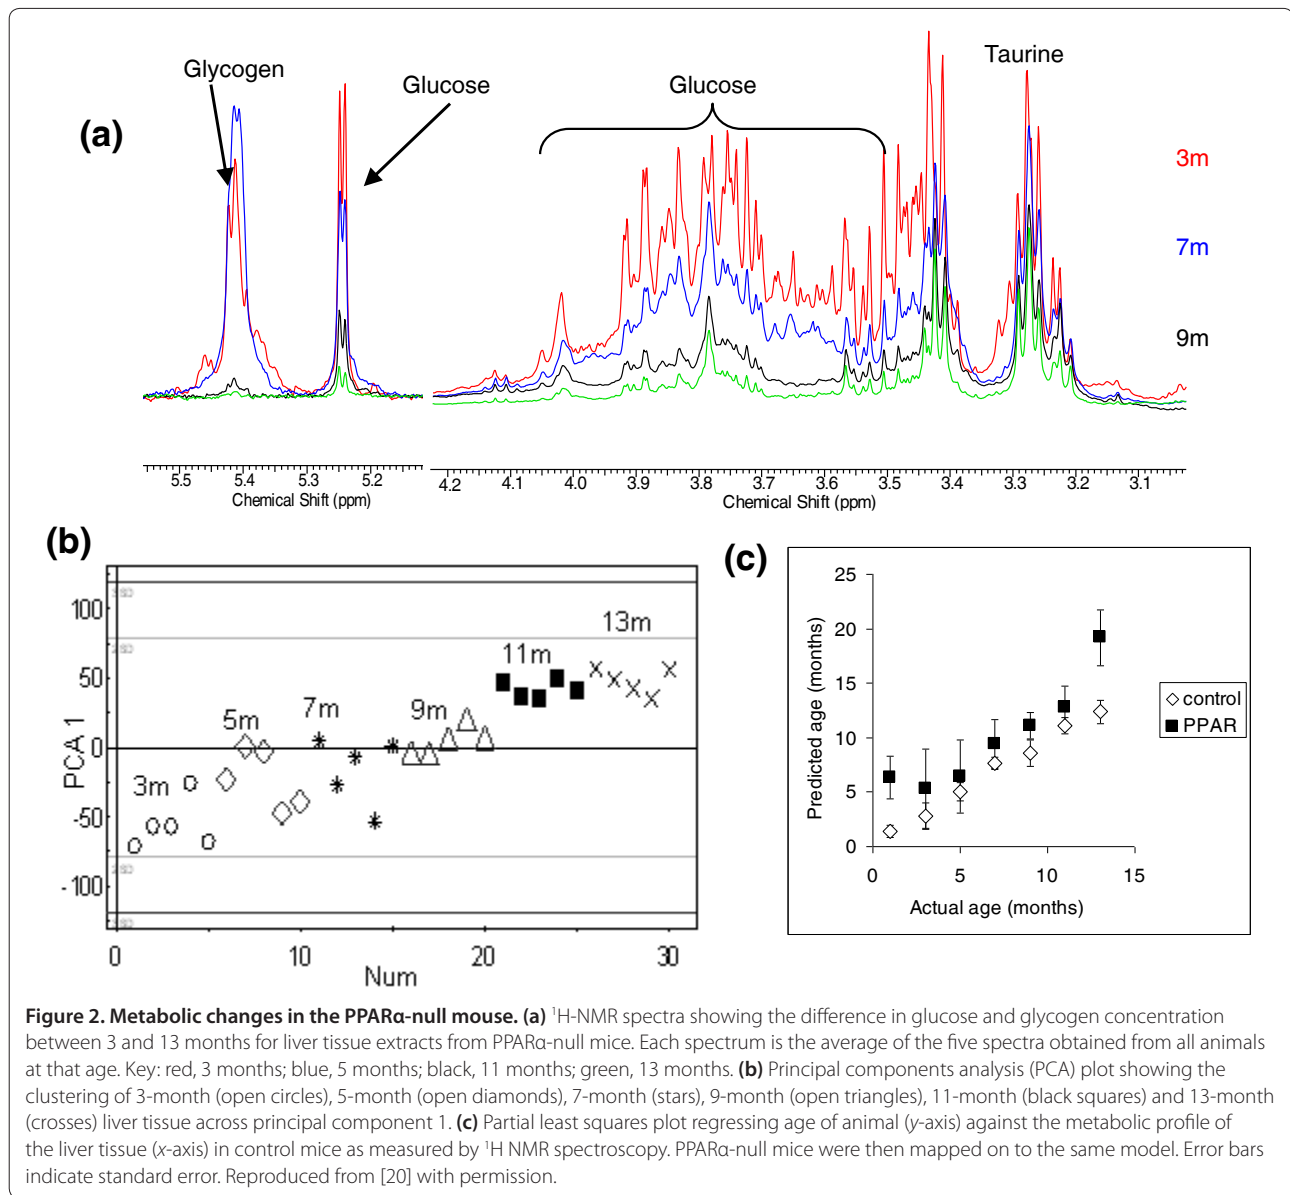 Glycogen
Glucose
Glucose
Taurine
(a)
3m
7m
9m
5.5 5.4 5.3 5.2
Chemical Shift (ppm)
4.2 4.1 4.0 3.9 3.8 3.7 3.6 3.5 3.4 3.3 3.2 3.1
Chemical Shift (ppm)
(b)
100
50
0
-50
-100
PCA 1
3m
5m
7m
9m
11m
13m
0 10 20 30
Num
(c)
25
20
15
10
5
0
Predicted age (months)
0 5 10 15
Actual age (months)
control
PPAR
Figure 2. Metabolic changes in the PPARα-null mouse. (a) ¹H-NMR spectra showing the difference in glucose and glycogen concentration
between 3 and 13 months for liver tissue extracts from PPARα-null mice. Each spectrum is the average of the five spectra obtained from all animals
at that age. Key: red, 3 months; blue, 5 months; black, 11 months; green, 13 months. (b) Principal components analysis (PCA) plot showing the
clustering of 3-month (open circles), 5-month (open diamonds), 7-month (stars), 9-month (open triangles), 11-month (black squares) and 13-month
(crosses) liver tissue across principal component 1. (c) Partial least squares plot regressing age of animal (y-axis) against the metabolic profile of
the liver tissue (x-axis) in control mice as measured by ¹H NMR spectroscopy. PPARα-null mice were then mapped on to the same model. Error bars
indicate standard error. Reproduced from [20] with permission.